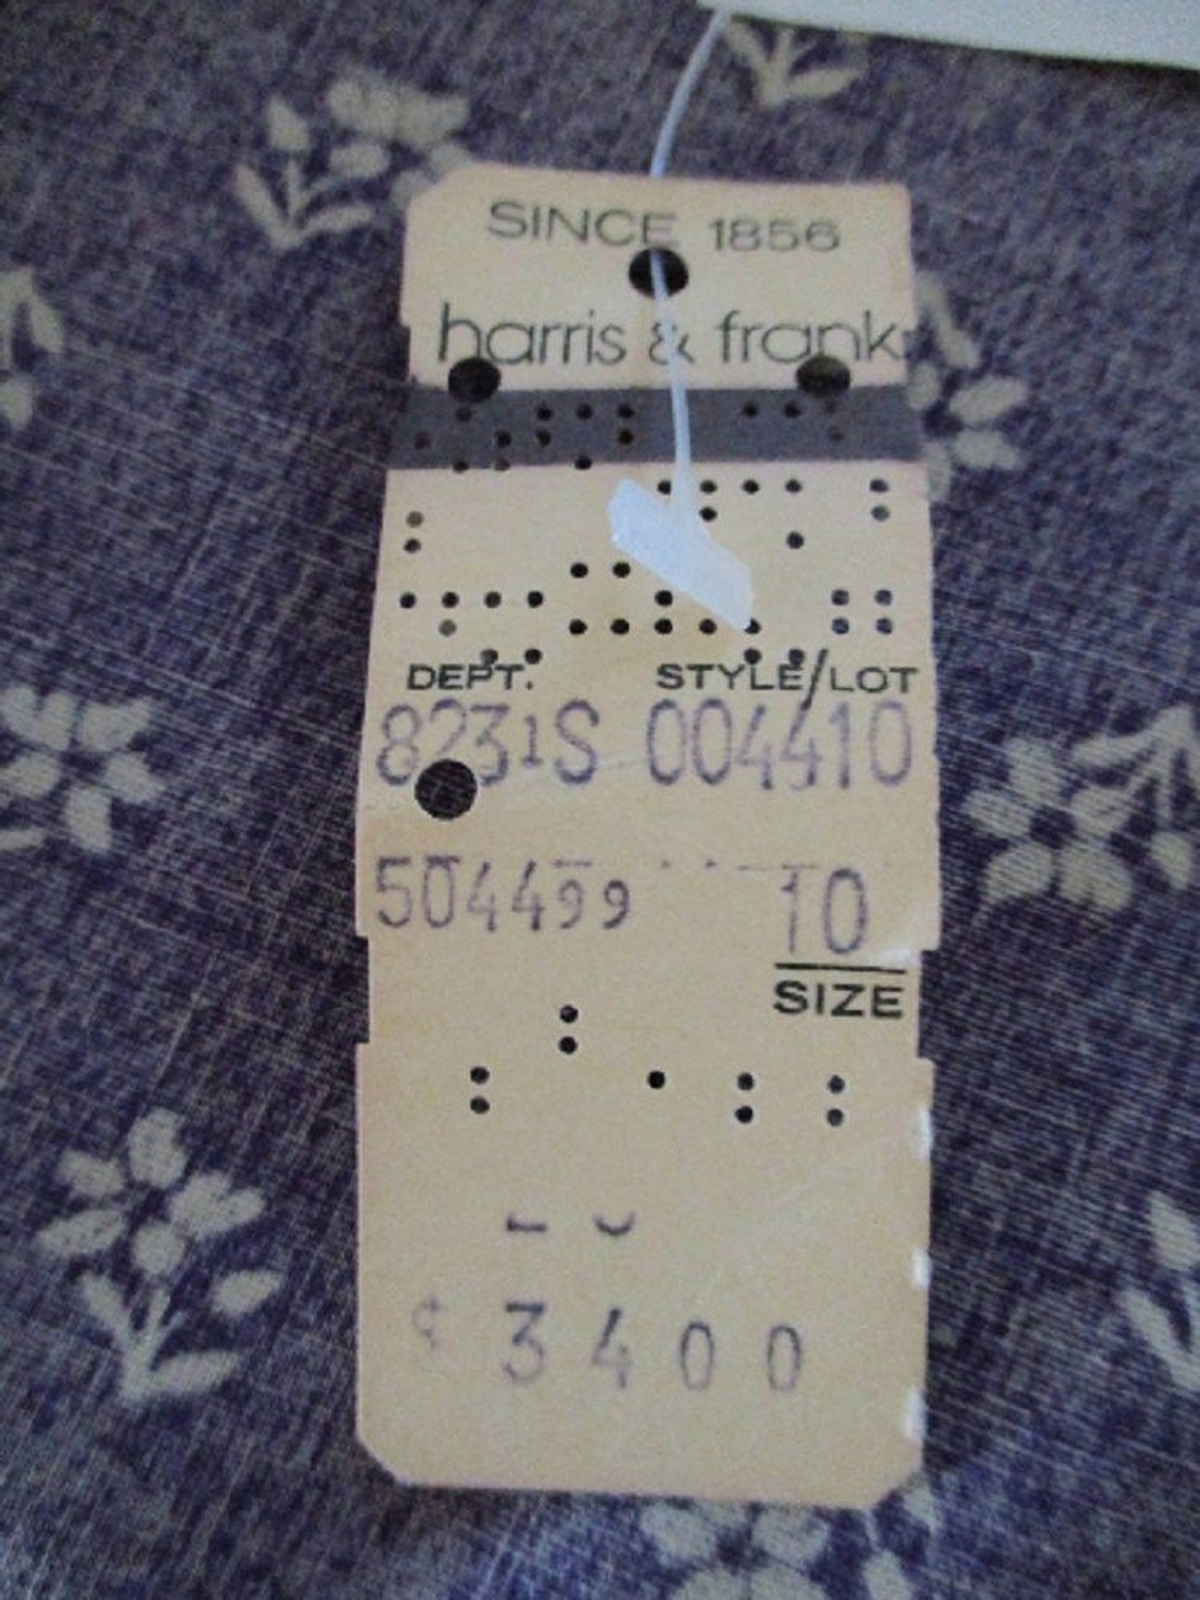 SINCE 1856
harris & frank
DEPT. STYLE/LOT
8231S 004410
504499 10
SIZE
$ 3400